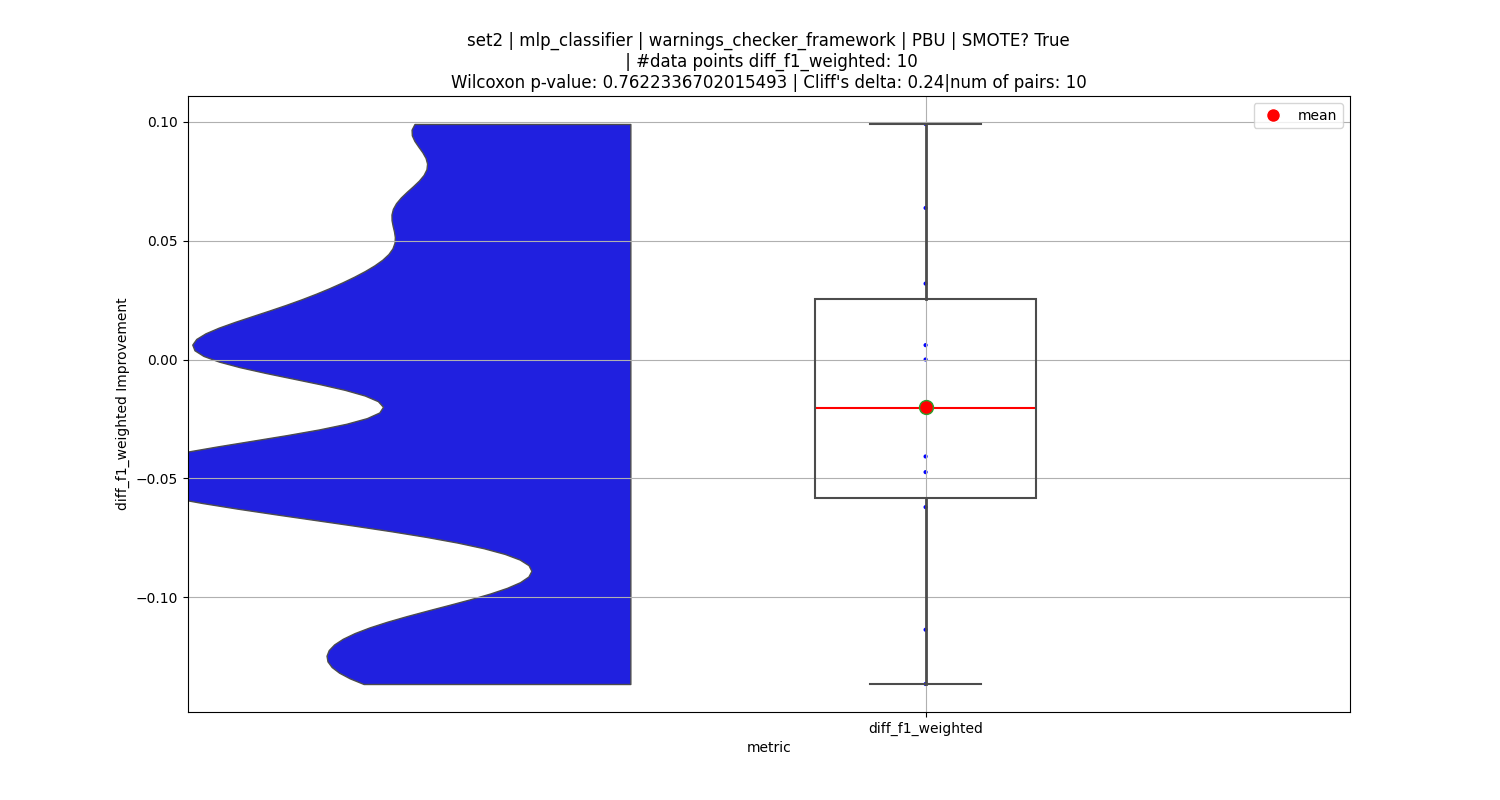 set2 | mlp_classifier | warnings_checker_framework | PBU | SMOTE? True
| #data points diff_f1_weighted: 10
Wilcoxon p-value: 0.7622336702015493 | Cliff's delta: 0.24|num of pairs: 10
mean
0.10
0.05
0.00
−0.05
−0.10
diff_f1_weighted Improvement
diff_f1_weighted
metric